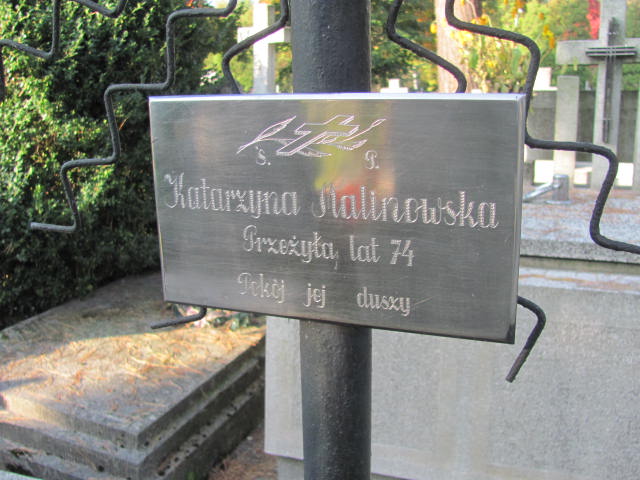 Ś. P.
Katarzyna Malinowska
Przeżyła, lat 74
Pokój jej duszy